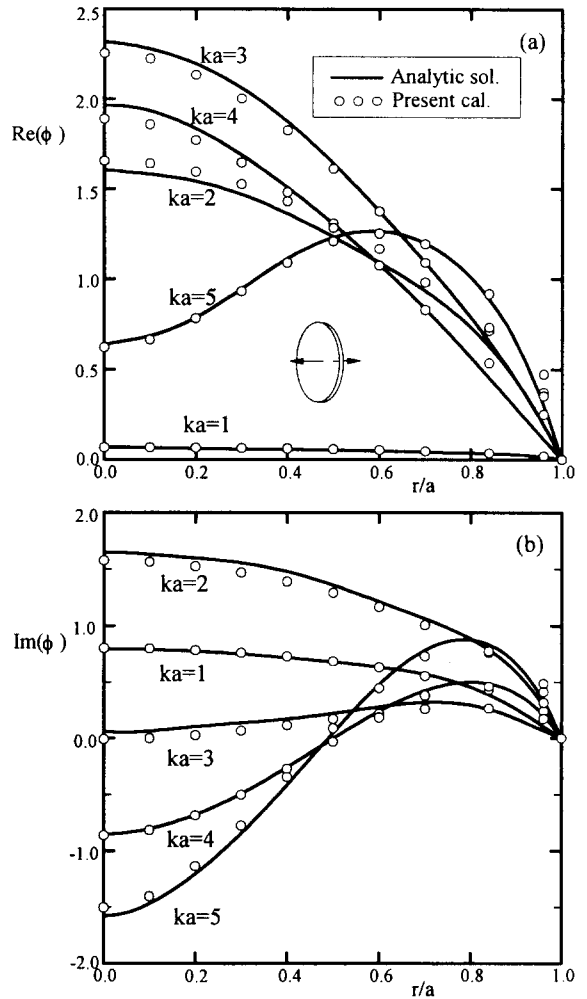 2.5
(a)
ka=3
Analytic sol.
Present cal.
2.0
ka=4
Re(ϕ)
1.5
ka=2
1.0
ka=5
0.5
ka=1
0.0
0.0 0.2 0.4 0.6 0.8 1.0
r/a
2.0
(b)
ka=2
Im(ϕ)
1.0
ka=1
0.0
ka=3
ka=4
-1.0
ka=5
-2.0
0.0 0.2 0.4 0.6 0.8 1.0
r/a